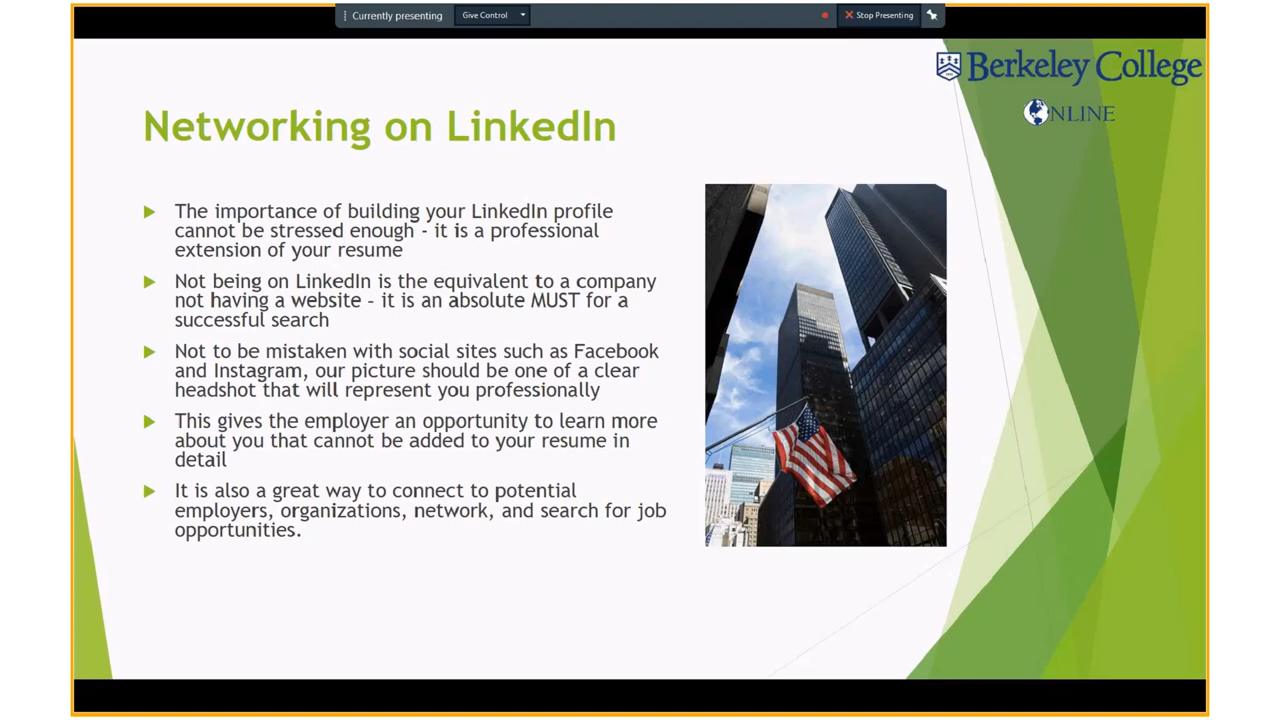 Currently presenting
Give Control
Stop Presenting
Berkeley College
ONLINE
Networking on LinkedIn
The importance of building your LinkedIn profile
cannot be stressed enough - it is a professional
extension of your resume
Not being on LinkedIn is the equivalent to a company
not having a website - it is an absolute MUST for a
successful search
Not to be mistaken with social sites such as Facebook
and Instagram, our picture should be one of a clear
headshot that will represent you professionally
This gives the employer an opportunity to learn more
about you that cannot be added to your resume in
detail
It is also a great way to connect to potential
employers, organizations, network, and search for job
opportunities.